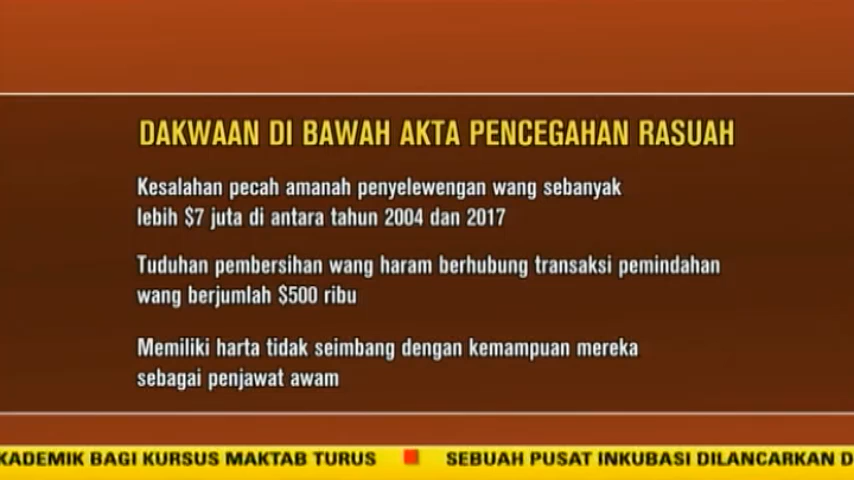 DAKWAAN DI BAWAH AKTA PENCEGAHAN RASUAH
Kesalahan pecah amanah penyelewengan wang sebanyak
lebih $7 juta di antara tahun 2004 dan 2017
Tuduhan pembersihan wang haram berhubung transaksi pemindahan
wang berjumlah $500 ribu
Memiliki harta tidak seimbang dengan kemampuan mereka
sebagai penjawat awam
KADEMIK BAGI KURSUS MAKTAB TURUS SEBUAH PUSAT INKUBASI DILANCARKAN D